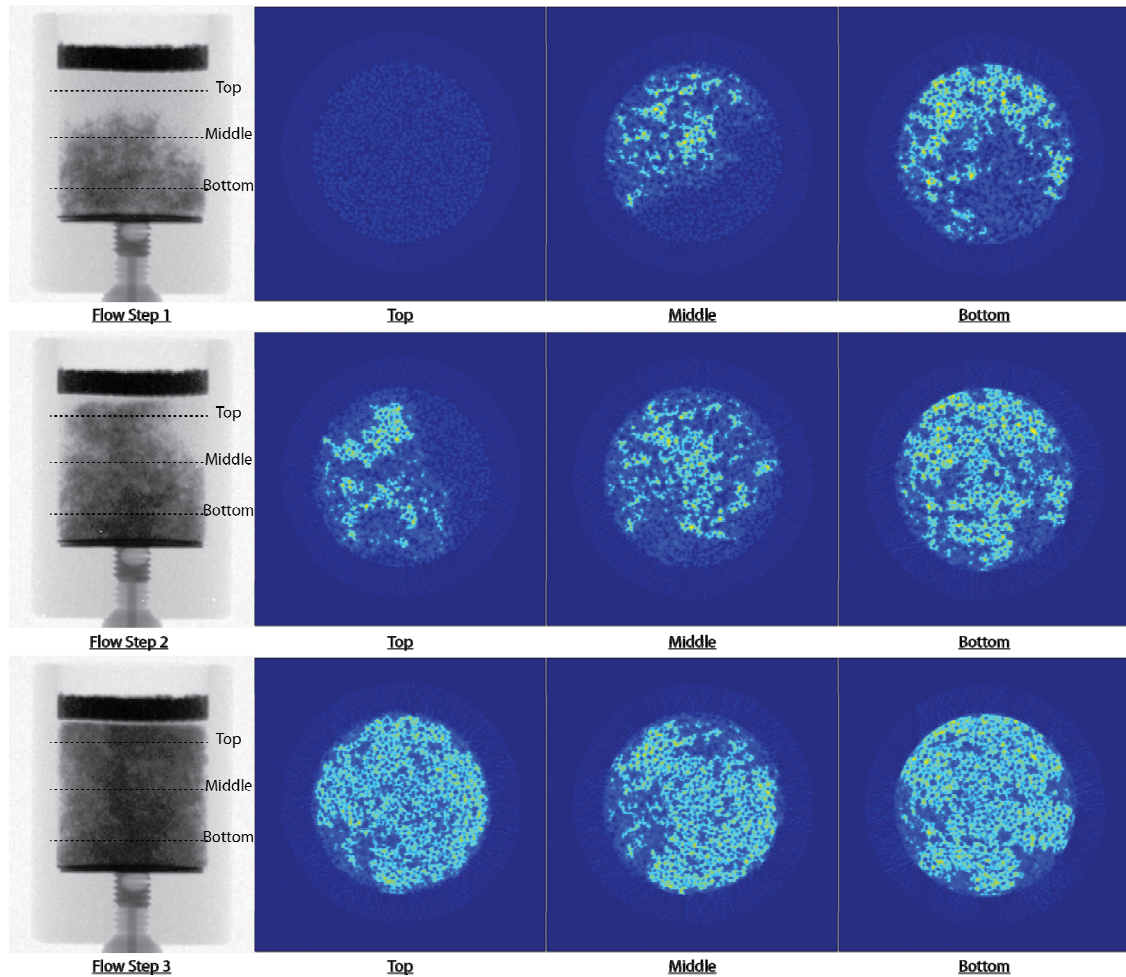 Top
Middle
Bottom
Flow Step 1 Top Middle Bottom
Top
Middle
Bottom
Flow Step 2 Top Middle Bottom
Top
Middle
Bottom
Flow Step 3 Top Middle Bottom